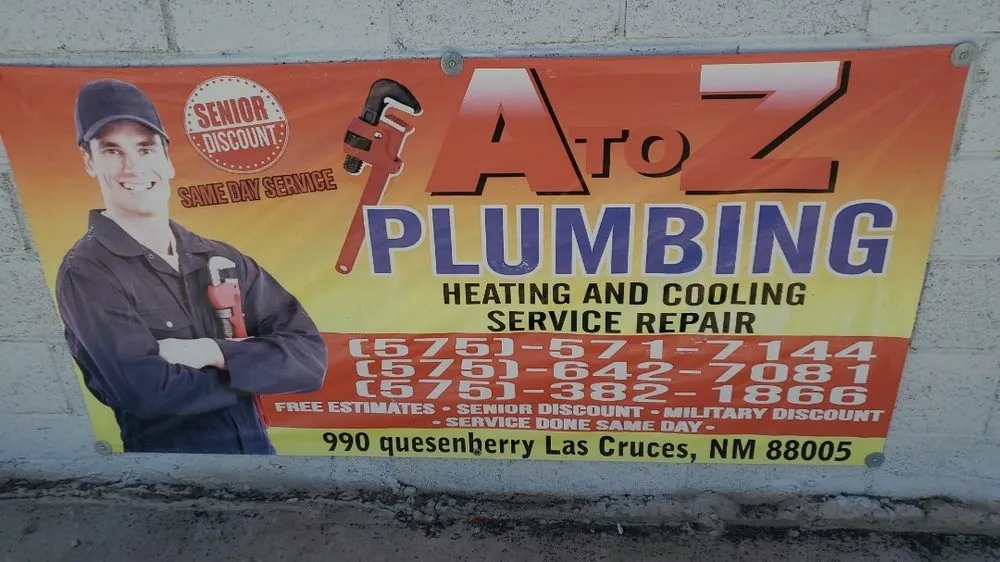 SENIOR
DISCOUNT
SAME DAY SERVICE
A TO Z
PLUMBING
HEATING AND COOLING
SERVICE REPAIR
(575)-571-7144
(575)-642-7081
(575)-382-1866
FREE ESTIMATES • SENIOR DISCOUNT • MILITARY DISCOUNT
• SERVICE DONE SAME DAY •
990 quesenberry Las Cruces, NM 88005